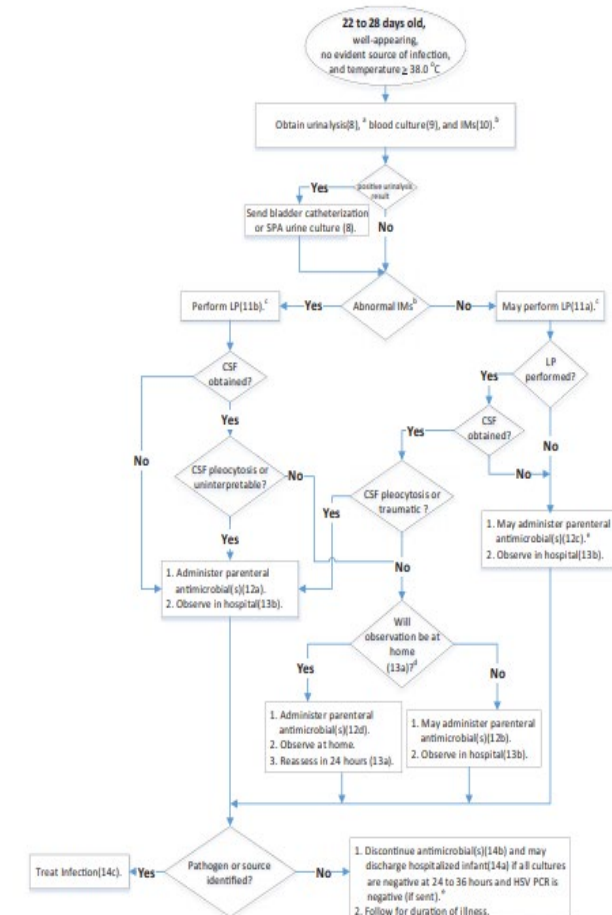 22 to 28 days old,
well-appearing,
no evident source of infection,
and temperature ≥ 38.0 °C
Obtain urinalysis(8),ᵃ blood culture(9), and IMs(10).ᵇ
positive urinalysis
result
Yes
No
Send bladder catheterization
or SPA urine culture (8).
Abnormal IMsᵇ
Yes
No
Perform LP(11b).ᶜ
May perform LP(11a).ᶜ
CSF
obtained?
LP
performed?
Yes
No
Yes
No
CSF
obtained?
Yes
No
CSF pleocytosis or
uninterpretable?
No
Yes
CSF pleocytosis or
traumatic ?
Yes
No
1. May administer parenteral
antimicrobial(s)(12c).ᵉ
2. Observe in hospital(13b).
1. Administer parenteral
antimicrobial(s)(12a).
2. Observe in hospital(13b).
Will
observation be at
home
(13a)?ᵈ
Yes
No
1. Administer parenteral
antimicrobial(s)(12d).
2. Observe at home.
3. Reassess in 24 hours (13a).
1. May administer parenteral
antimicrobial(s)(12b).
2. Observe in hospital(13b).
Pathogen or source
identified?
Yes
No
Treat Infection(14c).
1. Discontinue antimicrobial(s)(14b) and may
discharge hospitalized infant(14a) if all cultures
are negative at 24 to 36 hours and HSV PCR is
negative (if sent).ᵉ
2. Follow for duration of illness.